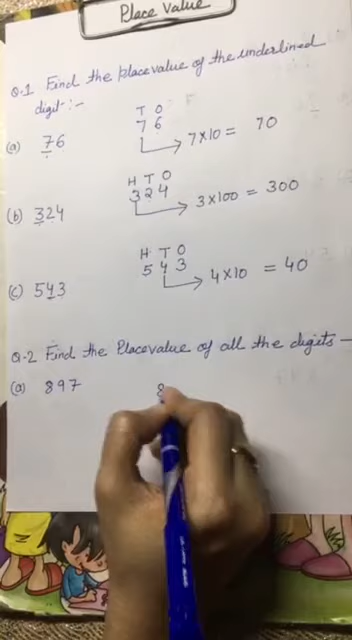 Place Value
Q.1 Find the place value of the underlined
digit :-
(a) 76
T O
7 6
7×10 = 70
(b) 324
H T O
3 2 4
3×100 = 300
(c) 543
H T O
5 4 3
4×10 = 40
Q.2 Find the Place value of all the digits —
(a) 897 8